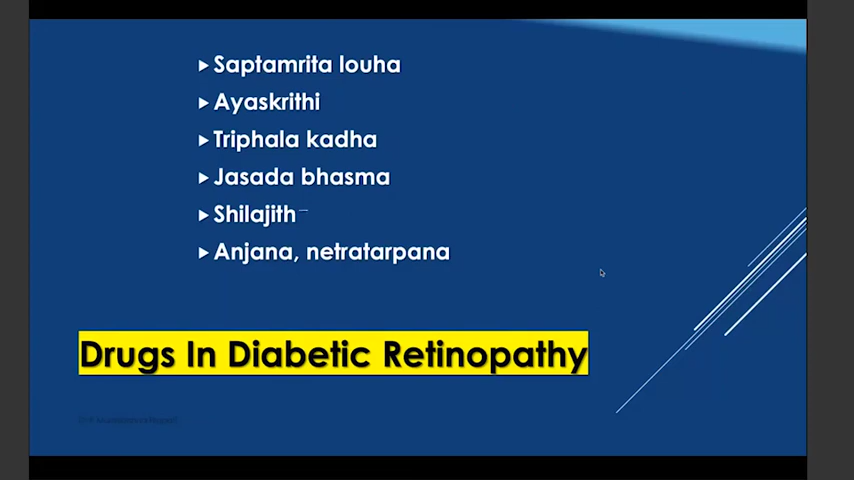 Saptamrita louha
Ayaskrithi
Triphala kadha
Jasada bhasma
Shilajith
Anjana, netratarpana
Drugs In Diabetic Retinopathy